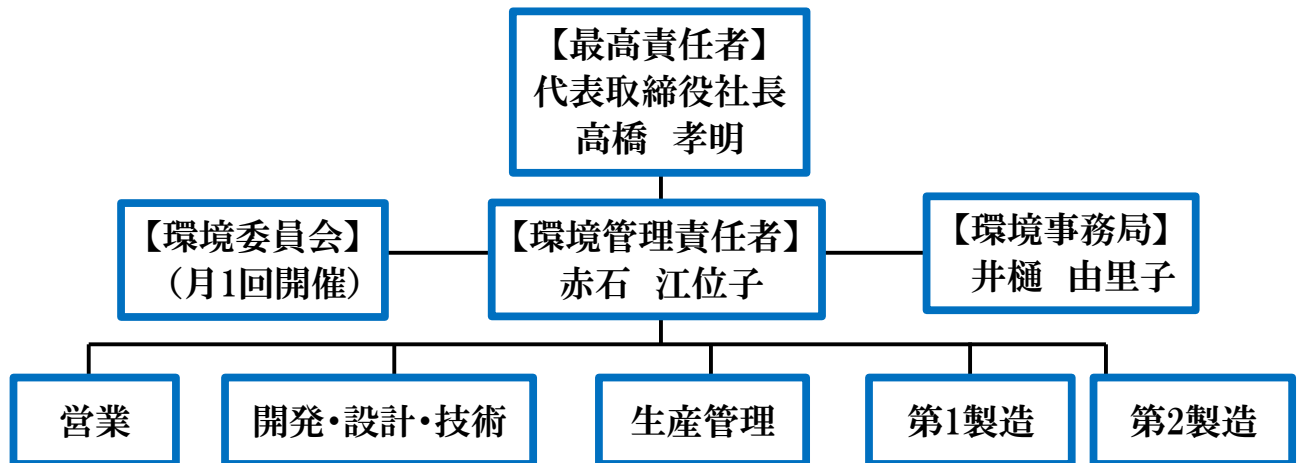 【最高責任者】
代表取締役社長
高橋 孝明
【環境委員会】
（月1回開催）
【環境管理責任者】
赤石 江位子
【環境事務局】
井樋 由里子
営業
開発・設計・技術
生産管理
第1製造
第2製造